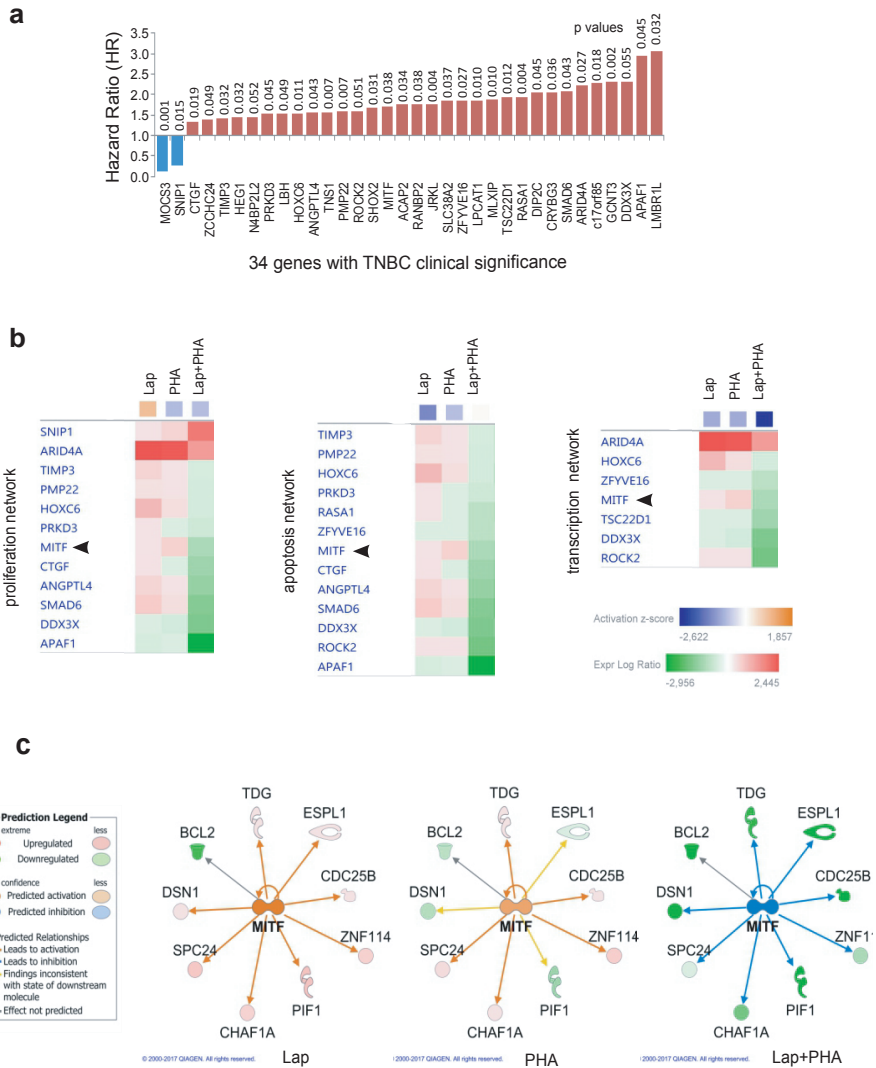 a
Hazard Ratio (HR)
3.5
3.0
2.5
2.0
1.5
1.0
0.5
0.0
p values
0.001
0.015
0.019
0.049
0.032
0.032
0.052
0.045
0.049
0.011
0.043
0.007
0.007
0.051
0.031
0.038
0.034
0.038
0.004
0.037
0.027
0.010
0.010
0.012
0.004
0.045
0.036
0.043
0.027
0.018
0.002
0.055
0.045
0.032
MOCS3
SNIP1
CTGF
ZCCHC24
TIMP3
HEG1
N4BP2L2
PRKD3
LBH
HOXC6
ANGPTL4
TNS1
PMP22
ROCK2
SHOX2
MITF
ACAP2
RANBP2
JRKL
SLC38A2
ZFYVE16
LPCAT1
MLXIP
TSC22D1
RASA1
DIP2C
CRYBG3
SMAD6
ARID4A
c17orf85
GCNT3
DDX3X
APAF1
LMBR1L
34 genes with TNBC clinical significance
b
proliferation network
Lap
PHA
Lap+PHA
SNIP1
ARID4A
TIMP3
PMP22
HOXC6
PRKD3
MITF
CTGF
ANGPTL4
SMAD6
DDX3X
APAF1
apoptosis network
Lap
PHA
Lap+PHA
TIMP3
PMP22
HOXC6
PRKD3
RASA1
ZFYVE16
MITF
CTGF
ANGPTL4
SMAD6
DDX3X
ROCK2
APAF1
transcription network
Lap
PHA
Lap+PHA
ARID4A
HOXC6
ZFYVE16
MITF
TSC22D1
DDX3X
ROCK2
Activation z-score
-2,622 1,857
Expr Log Ratio
-2,956 2,445
c
Prediction Legend
extreme less
Upregulated
Downregulated
confidence less
Predicted activation
Predicted inhibition
Predicted Relationships
Leads to activation
Leads to inhibition
Findings inconsistent
with state of downstream
molecule
Effect not predicted
TDG
ESPL1
BCL2
CDC25B
DSN1
MITF
ZNF114
SPC24
PIF1
CHAF1A
© 2000-2017 QIAGEN. All rights reserved.
Lap
TDG
ESPL1
BCL2
CDC25B
DSN1
MITF
ZNF114
SPC24
PIF1
CHAF1A
2000-2017 QIAGEN. All rights reserved.
PHA
TDG
ESPL1
BCL2
CDC25B
DSN1
MITF
ZNF11
SPC24
PIF1
CHAF1A
2000-2017 QIAGEN. All rights reserved.
Lap+PHA